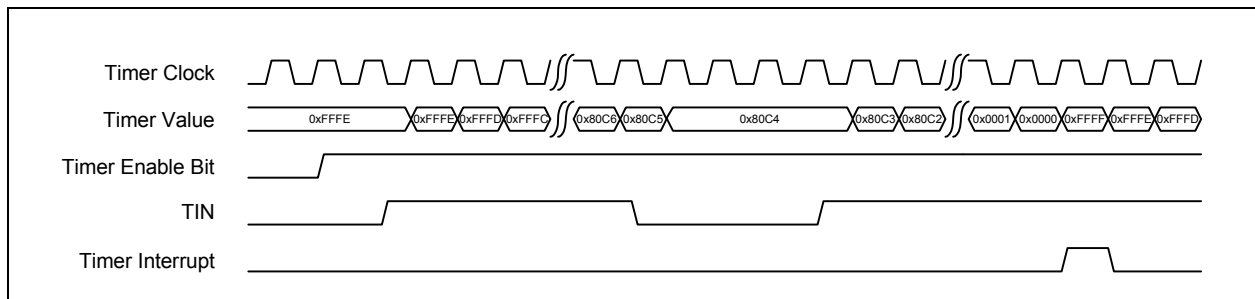 Timer Clock
Timer Value 0xFFFE 0xFFFE 0xFFFD 0xFFFC 0x80C6 0x80C5 0x80C4 0x80C3 0x80C2 0x0001 0x0000 0xFFFF 0xFFFE 0xFFFD
Timer Enable Bit
TIN
Timer Interrupt